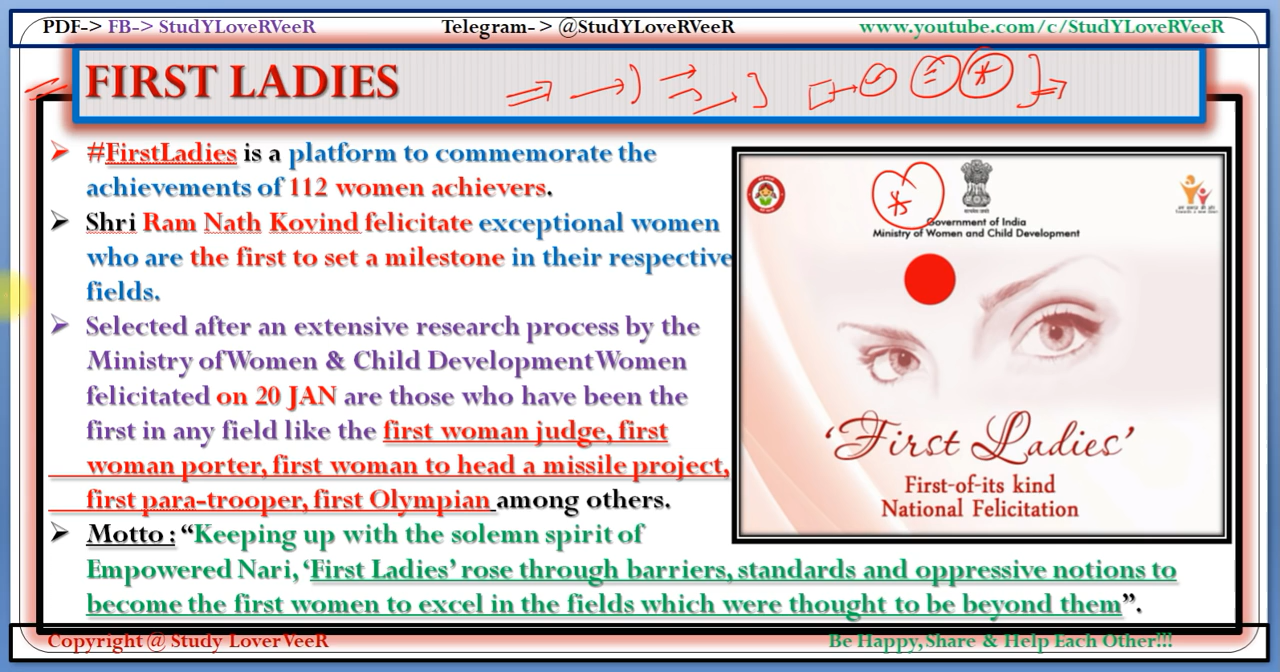 PDF-> FB-> StudYLoveRVeeR Telegram- > @StudYLoveRVeeR www.youtube.com/c/StudYLoveRVeeR
FIRST LADIES
#FirstLadies is a platform to commemorate the
achievements of 112 women achievers.
Shri Ram Nath Kovind felicitate exceptional women
who are the first to set a milestone in their respective
fields.
Selected after an extensive research process by the
Ministry of Women & Child Development Women
felicitated on 20 JAN are those who have been the
first in any field like the first woman judge, first
woman porter, first woman to head a missile project,
first para-trooper, first Olympian among others.
Motto : “Keeping up with the solemn spirit of
Empowered Nari, ‘First Ladies’ rose through barriers, standards and oppressive notions to
become the first women to excel in the fields which were thought to be beyond them”.
Government of India
Ministry of Women and Child Development
‘First Ladies’
First-of-its kind
National Felicitation
Copyright @ Study Lover VeeR Be Happy, Share & Help Each Other!!!